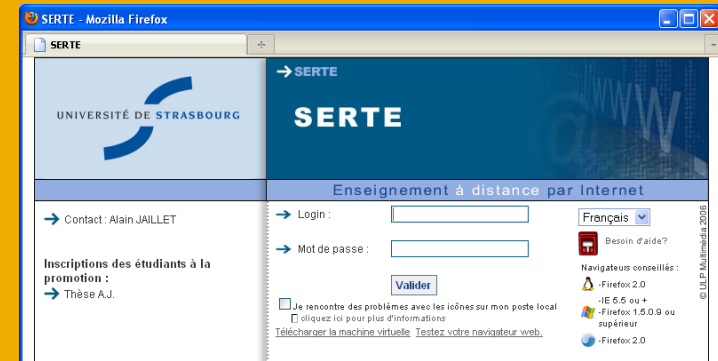 SERTE - Mozilla Firefox
SERTE
UNIVERSITÉ DE STRASBOURG
SERTE
SERTE
WWW
Enseignement à distance par Internet
Contact : Alain JAILLET
Inscriptions des étudiants à la
promotion :
Thèse A.J.
Login :
Mot de passe :
Valider
Je rencontre des problèmes avec les icônes sur mon poste local
cliquez ici pour plus d'informations
Télécharger la machine virtuelle Testez votre navigateur web.
Français
Besoin d'aide?
Navigateurs conseillés :
-Firefox 2.0
-IE 5.5 ou +
-Firefox 1.5.0.9 ou
supérieur
-Firefox 2.0
© ULP Multimédia 2006